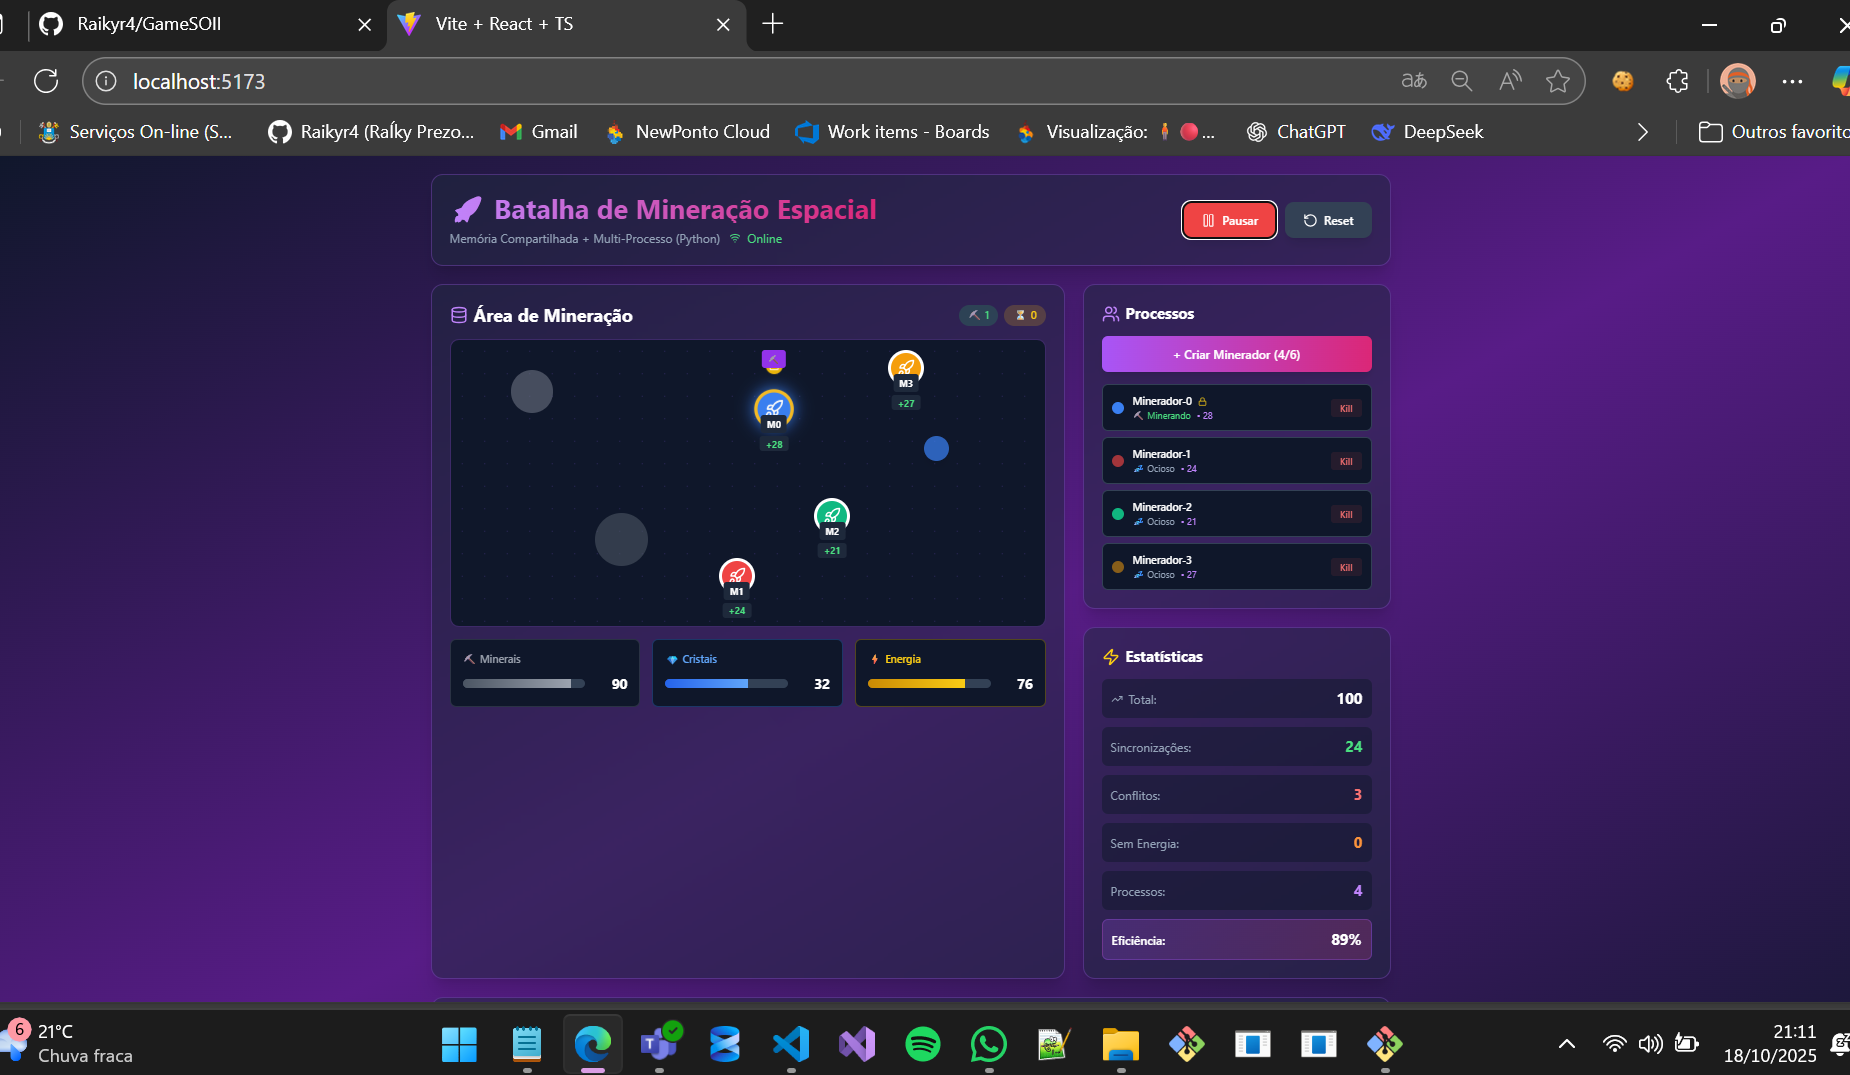 Raikyr4/GameSOII
Vite + React + TS
localhost:5173
aあ
Serviços On-line (S...
Raikyr4 (Raíky Prezo...
Gmail
NewPonto Cloud
Work items - Boards
Visualização: ...
ChatGPT
DeepSeek
Outros favorito
Batalha de Mineração Espacial
Memória Compartilhada + Multi-Processo (Python)
Online
Pausar
Reset
Área de Mineração
1
0
M3
+27
M0
+28
M2
+21
M1
+24
Minerais
90
Cristais
32
Energia
76
Processos
+ Criar Minerador (4/6)
Minerador-0
Minerando • 28
Kill
Minerador-1
Ocioso • 24
Kill
Minerador-2
Ocioso • 21
Kill
Minerador-3
Ocioso • 27
Kill
Estatísticas
Total:
100
Sincronizações:
24
Conflitos:
3
Sem Energia:
0
Processos:
4
Eficiência:
89%
6
21°C
Chuva fraca
21:11
18/10/2025